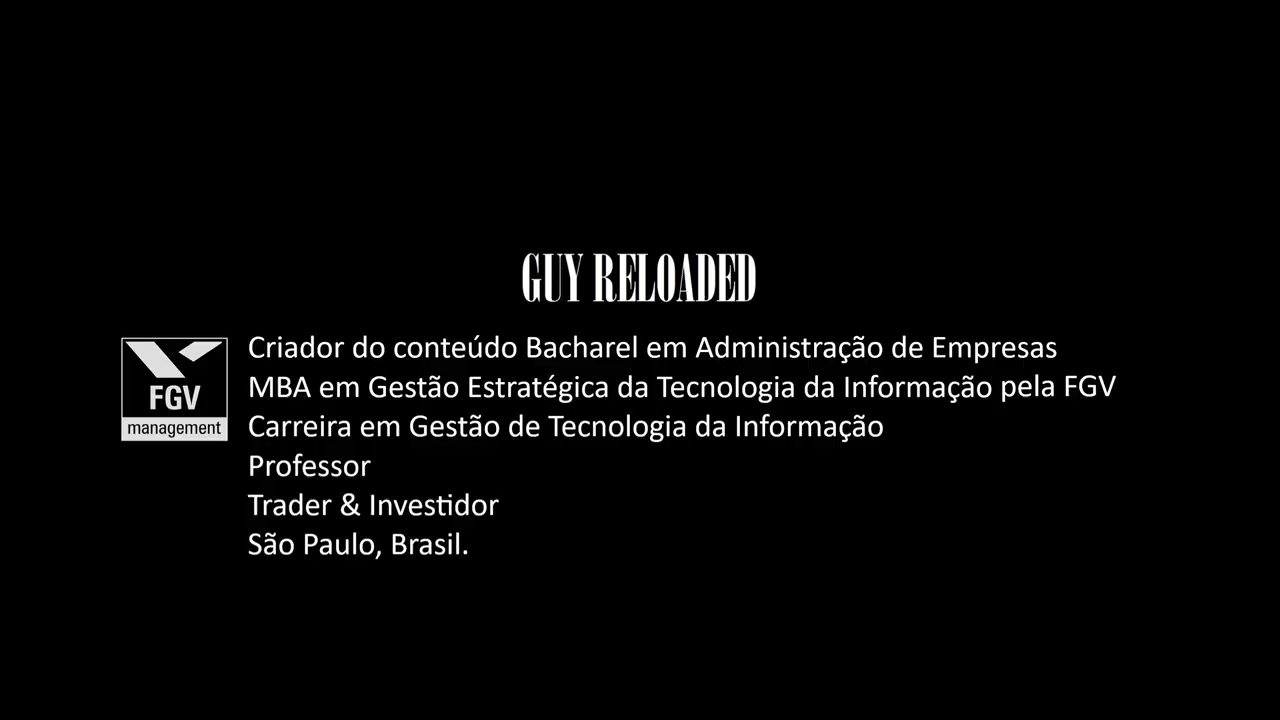 GUY RELOADED
Criador do conteúdo Bacharel em Administração de Empresas
MBA em Gestão Estratégica da Tecnologia da Informação pela FGV
Carreira em Gestão de Tecnologia da Informação
Professor
Trader & Investidor
São Paulo, Brasil.
FGV
management